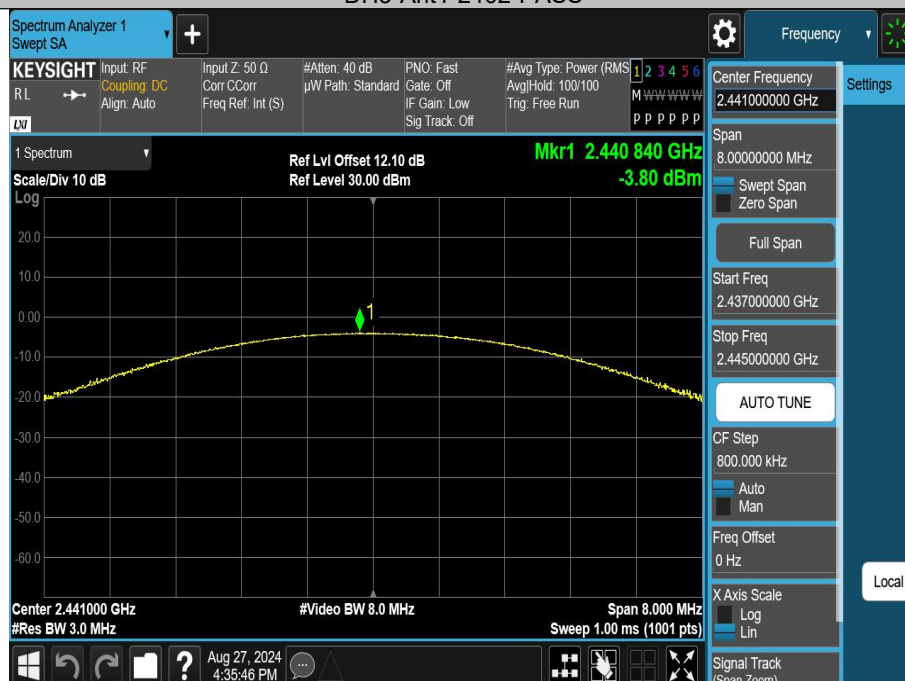 Spectrum Analyzer 1
Swept SA
+
Frequency
KEYSIGHT
RL
LXI
Input: RF
Coupling: DC
Align: Auto
Input Z: 50 Ω
Corr CCorr
Freq Ref: Int (S)
#Atten: 40 dB
µW Path: Standard
PNO: Fast
Gate: Off
IF Gain: Low
Sig Track: Off
#Avg Type: Power (RMS
Avg|Hold: 100/100
Trig: Free Run
1 2 3 4 5 6
M W W W W W
P P P P P P
Center Frequency
2.441000000 GHz
Settings
1 Spectrum
Scale/Div 10 dB
Log
Ref Lvl Offset 12.10 dB
Ref Level 30.00 dBm
Mkr1 2.440 840 GHz
-3.80 dBm
Span
8.00000000 MHz
Swept Span
Zero Span
Full Span
Start Freq
2.437000000 GHz
Stop Freq
2.445000000 GHz
AUTO TUNE
CF Step
800.000 kHz
Auto
Man
Freq Offset
0 Hz
X Axis Scale
Log
Lin
Signal Track
(Span Zoom)
Local
20.0
10.0
0.00
-10.0
-20.0
-30.0
-40.0
-50.0
-60.0
1
Center 2.441000 GHz
#Res BW 3.0 MHz
#Video BW 8.0 MHz
Span 8.000 MHz
Sweep 1.00 ms (1001 pts)
?
Aug 27, 2024
4:35:46 PM